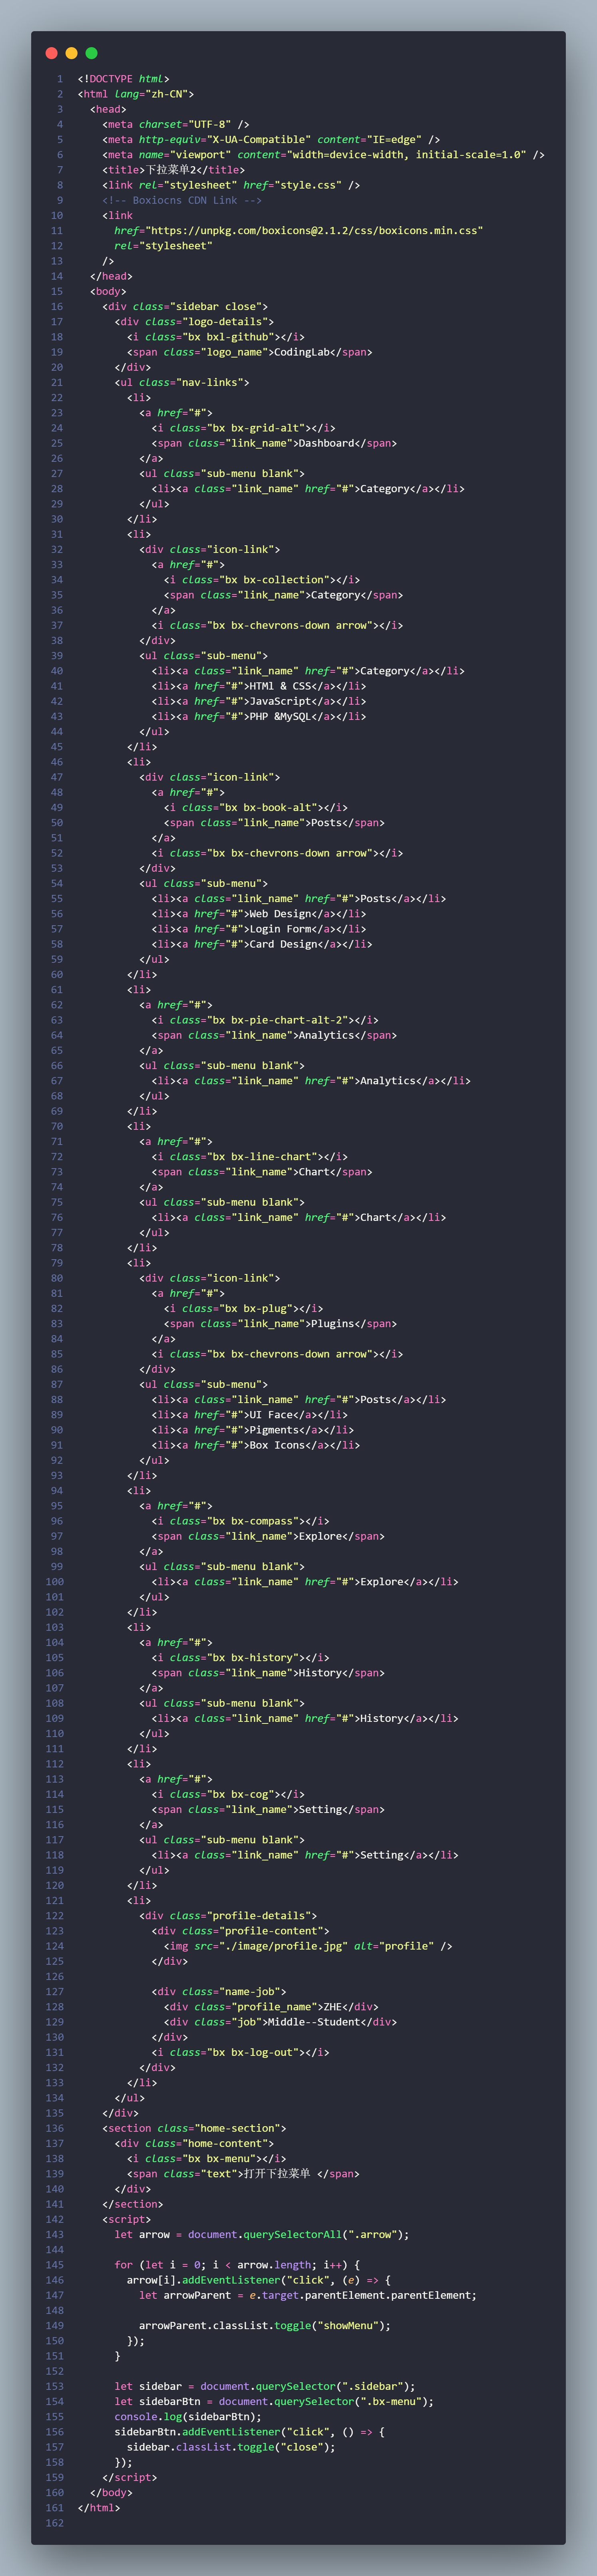 1 <!DOCTYPE html>
2 <html lang="zh-CN">
3 <head>
4 <meta charset="UTF-8" />
5 <meta http-equiv="X-UA-Compatible" content="IE=edge" />
6 <meta name="viewport" content="width=device-width, initial-scale=1.0" />
7 <title>下拉菜单2</title>
8 <link rel="stylesheet" href="style.css" />
9 <!-- Boxiocns CDN Link -->
10 <link
11 href="https://unpkg.com/boxicons@2.1.2/css/boxicons.min.css"
12 rel="stylesheet"
13 />
14 </head>
15 <body>
16 <div class="sidebar close">
17 <div class="logo-details">
18 <i class="bx bxl-github"></i>
19 <span class="logo_name">CodingLab</span>
20 </div>
21 <ul class="nav-links">
22 <li>
23 <a href="#">
24 <i class="bx bx-grid-alt"></i>
25 <span class="link_name">Dashboard</span>
26 </a>
27 <ul class="sub-menu blank">
28 <li><a class="link_name" href="#">Category</a></li>
29 </ul>
30 </li>
31 <li>
32 <div class="icon-link">
33 <a href="#">
34 <i class="bx bx-collection"></i>
35 <span class="link_name">Category</span>
36 </a>
37 <i class="bx bx-chevrons-down arrow"></i>
38 </div>
39 <ul class="sub-menu">
40 <li><a class="link_name" href="#">Category</a></li>
41 <li><a href="#">HTMl & CSS</a></li>
42 <li><a href="#">JavaScript</a></li>
43 <li><a href="#">PHP &MySQL</a></li>
44 </ul>
45 </li>
46 <li>
47 <div class="icon-link">
48 <a href="#">
49 <i class="bx bx-book-alt"></i>
50 <span class="link_name">Posts</span>
51 </a>
52 <i class="bx bx-chevrons-down arrow"></i>
53 </div>
54 <ul class="sub-menu">
55 <li><a class="link_name" href="#">Posts</a></li>
56 <li><a href="#">Web Design</a></li>
57 <li><a href="#">Login Form</a></li>
58 <li><a href="#">Card Design</a></li>
59 </ul>
60 </li>
61 <li>
62 <a href="#">
63 <i class="bx bx-pie-chart-alt-2"></i>
64 <span class="link_name">Analytics</span>
65 </a>
66 <ul class="sub-menu blank">
67 <li><a class="link_name" href="#">Analytics</a></li>
68 </ul>
69 </li>
70 <li>
71 <a href="#">
72 <i class="bx bx-line-chart"></i>
73 <span class="link_name">Chart</span>
74 </a>
75 <ul class="sub-menu blank">
76 <li><a class="link_name" href="#">Chart</a></li>
77 </ul>
78 </li>
79 <li>
80 <div class="icon-link">
81 <a href="#">
82 <i class="bx bx-plug"></i>
83 <span class="link_name">Plugins</span>
84 </a>
85 <i class="bx bx-chevrons-down arrow"></i>
86 </div>
87 <ul class="sub-menu">
88 <li><a class="link_name" href="#">Posts</a></li>
89 <li><a href="#">UI Face</a></li>
90 <li><a href="#">Pigments</a></li>
91 <li><a href="#">Box Icons</a></li>
92 </ul>
93 </li>
94 <li>
95 <a href="#">
96 <i class="bx bx-compass"></i>
97 <span class="link_name">Explore</span>
98 </a>
99 <ul class="sub-menu blank">
100 <li><a class="link_name" href="#">Explore</a></li>
101 </ul>
102 </li>
103 <li>
104 <a href="#">
105 <i class="bx bx-history"></i>
106 <span class="link_name">History</span>
107 </a>
108 <ul class="sub-menu blank">
109 <li><a class="link_name" href="#">History</a></li>
110 </ul>
111 </li>
112 <li>
113 <a href="#">
114 <i class="bx bx-cog"></i>
115 <span class="link_name">Setting</span>
116 </a>
117 <ul class="sub-menu blank">
118 <li><a class="link_name" href="#">Setting</a></li>
119 </ul>
120 </li>
121 <li>
122 <div class="profile-details">
123 <div class="profile-content">
124 <img src="./image/profile.jpg" alt="profile" />
125 </div>
126
127 <div class="name-job">
128 <div class="profile_name">ZHE</div>
129 <div class="job">Middle--Student</div>
130 </div>
131 <i class="bx bx-log-out"></i>
132 </div>
133 </li>
134 </ul>
135 </div>
136 <section class="home-section">
137 <div class="home-content">
138 <i class="bx bx-menu"></i>
139 <span class="text">打开下拉菜单 </span>
140 </div>
141 </section>
142 <script>
143 let arrow = document.querySelectorAll(".arrow");
144
145 for (let i = 0; i < arrow.length; i++) {
146 arrow[i].addEventListener("click", (e) => {
147 let arrowParent = e.target.parentElement.parentElement;
148
149 arrowParent.classList.toggle("showMenu");
150 });
151 }
152
153 let sidebar = document.querySelector(".sidebar");
154 let sidebarBtn = document.querySelector(".bx-menu");
155 console.log(sidebarBtn);
156 sidebarBtn.addEventListener("click", () => {
157 sidebar.classList.toggle("close");
158 });
159 </script>
160 </body>
161 </html>
162